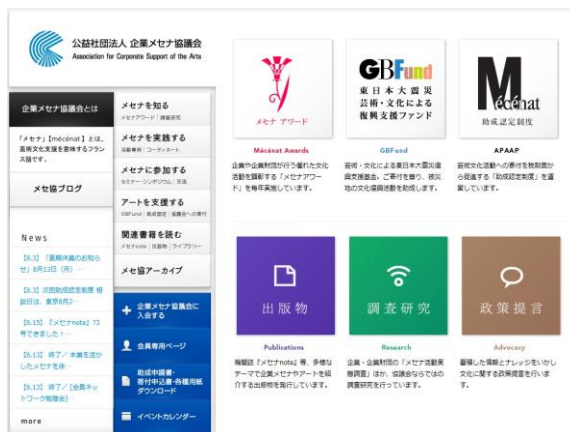 公益社団法人 企業メセナ協議会
Association for Corporate Support of the Arts
企業メセナ協議会とは
「メセナ」【mécénat】とは、
芸術文化支援を意味するフラン
ス語です。
メセ協ブログ
News
【8.3】「夏期休業のお知ら
せ」8月13日（月）…
【8.3】次回助成認定制度 相
談日は、東京8月2…
【6.15】『メセナnote』73
号できました！…
【6.13】終了／ 本業を活か
したメセナを体…
【6.13】終了／ [会員ネッ
トワーク勉強会]…
more
メセナを知る
メセナアワード｜調査研究
メセナを実践する
活動事例｜コーディネート
メセナに参加する
セミナー・シンポジウム｜交流
アートを支援する
GBFund｜助成認定｜協議会への寄付
関連書籍を読む
メセナnote｜出版物｜ライブラリー
メセ協アーカイブ
企業メセナ協議会に
入会する
会員専用ページ
助成申請書・
寄付申込書・各種用紙
ダウンロード
イベントカレンダー
メセナ アワード
Mécénat Awards
企業や企業財団が行う優れた文化
活動を顕彰する「メセナアワー
ド」を毎年実施しています。
GBFund
東日本大震災
芸術・文化による
復興支援ファンド
GBFund
芸術・文化による東日本大震災復
興支援基金。ご寄付を募り、被災
地の文化復興活動を助成します。
Mécénat
助成認定制度
APAAP
芸術文化活動への寄付を税制面か
ら促進する「助成認定制度」を運
営しています。
出版物
Publications
機関誌『メセナnote』等、多様な
テーマで企業メセナやアートを紹
介する出版物を発行しています。
調査研究
Research
企業・企業財団の「メセナ活動実
態調査」ほか、協議会ならではの
調査研究を行っています。
政策提言
Advocacy
蓄積した情報とナレッジをいかし
文化に関する政策提言を行いま
す。